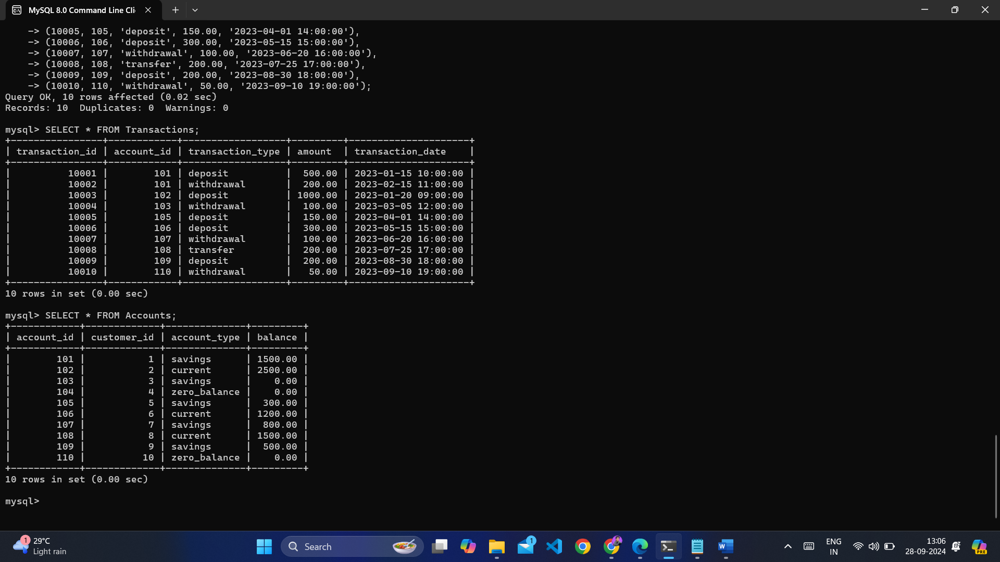 MySQL 8.0 Command Line Cli
-> (10005, 105, 'deposit', 150.00, '2023-04-01 14:00:00'),
-> (10006, 106, 'deposit', 300.00, '2023-05-15 15:00:00'),
-> (10007, 107, 'withdrawal', 100.00, '2023-06-20 16:00:00'),
-> (10008, 108, 'transfer', 200.00, '2023-07-25 17:00:00'),
-> (10009, 109, 'deposit', 200.00, '2023-08-30 18:00:00'),
-> (10010, 110, 'withdrawal', 50.00, '2023-09-10 19:00:00');
Query OK, 10 rows affected (0.02 sec)
Records: 10  Duplicates: 0  Warnings: 0
mysql> SELECT * FROM Transactions;
| transaction_id | account_id | transaction_type | amount | transaction_date |
| 10001 | 101 | deposit | 500.00 | 2023-01-15 10:00:00 |
| 10002 | 101 | withdrawal | 200.00 | 2023-02-15 11:00:00 |
| 10003 | 102 | deposit | 1000.00 | 2023-01-20 09:00:00 |
| 10004 | 103 | withdrawal | 100.00 | 2023-03-05 12:00:00 |
| 10005 | 105 | deposit | 150.00 | 2023-04-01 14:00:00 |
| 10006 | 106 | deposit | 300.00 | 2023-05-15 15:00:00 |
| 10007 | 107 | withdrawal | 100.00 | 2023-06-20 16:00:00 |
| 10008 | 108 | transfer | 200.00 | 2023-07-25 17:00:00 |
| 10009 | 109 | deposit | 200.00 | 2023-08-30 18:00:00 |
| 10010 | 110 | withdrawal | 50.00 | 2023-09-10 19:00:00 |
10 rows in set (0.00 sec)
mysql> SELECT * FROM Accounts;
| account_id | customer_id | account_type | balance |
| 101 | 1 | savings | 1500.00 |
| 102 | 2 | current | 2500.00 |
| 103 | 3 | savings | 0.00 |
| 104 | 4 | zero_balance | 0.00 |
| 105 | 5 | savings | 300.00 |
| 106 | 6 | current | 1200.00 |
| 107 | 7 | savings | 800.00 |
| 108 | 8 | current | 1500.00 |
| 109 | 9 | savings | 500.00 |
| 110 | 10 | zero_balance | 0.00 |
10 rows in set (0.00 sec)
mysql>
1
29°C
Light rain
Search
1
W
ENG
IN
13:06
28-09-2024
PRE